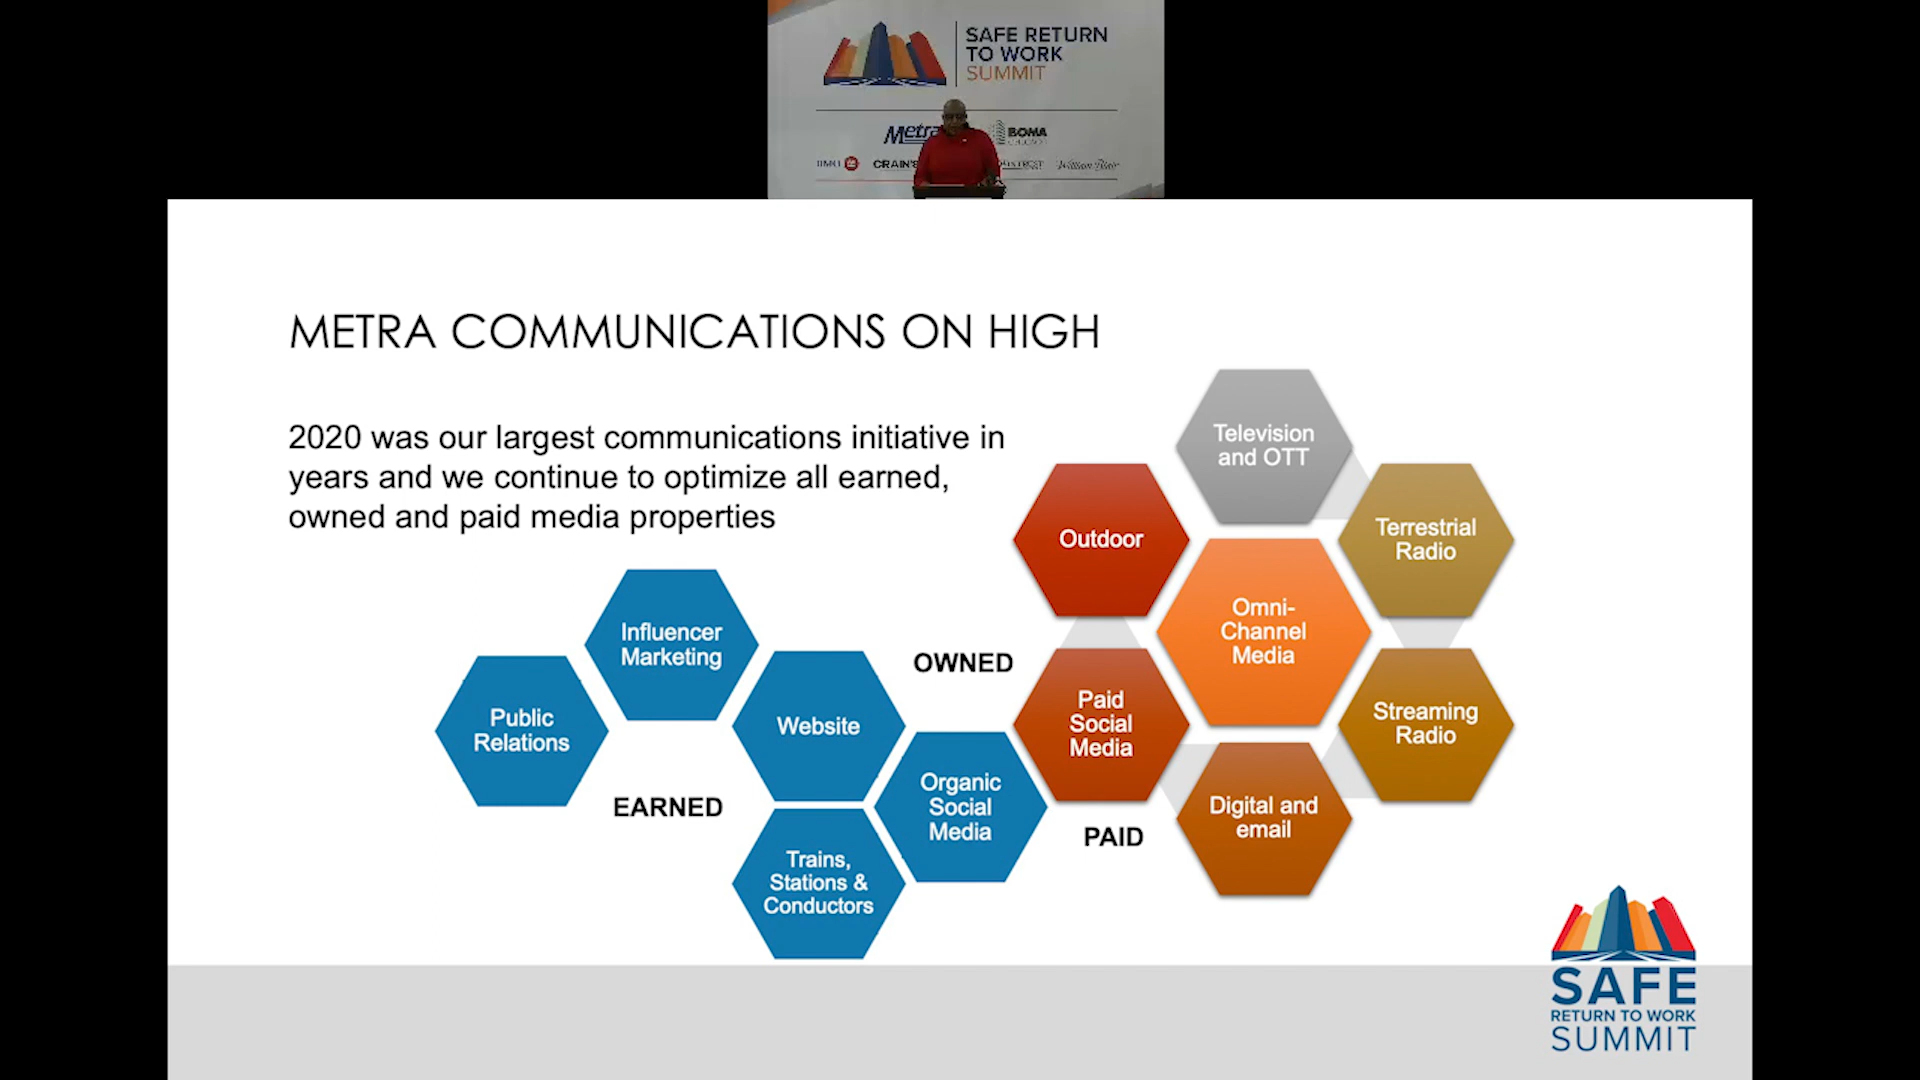 SAFE RETURN
TO WORK
SUMMIT
Metra
BOMA
CRAIN'S
William Blair
METRA COMMUNICATIONS ON HIGH
2020 was our largest communications initiative in
years and we continue to optimize all earned,
owned and paid media properties
Television
and OTT
Outdoor
Terrestrial
Radio
Omni-
Channel
Media
Influencer
Marketing
OWNED
Public
Relations
Website
Paid
Social
Media
Streaming
Radio
Organic
Social
Media
EARNED
PAID
Digital and
email
Trains,
Stations &
Conductors
SAFE
RETURN TO WORK
SUMMIT